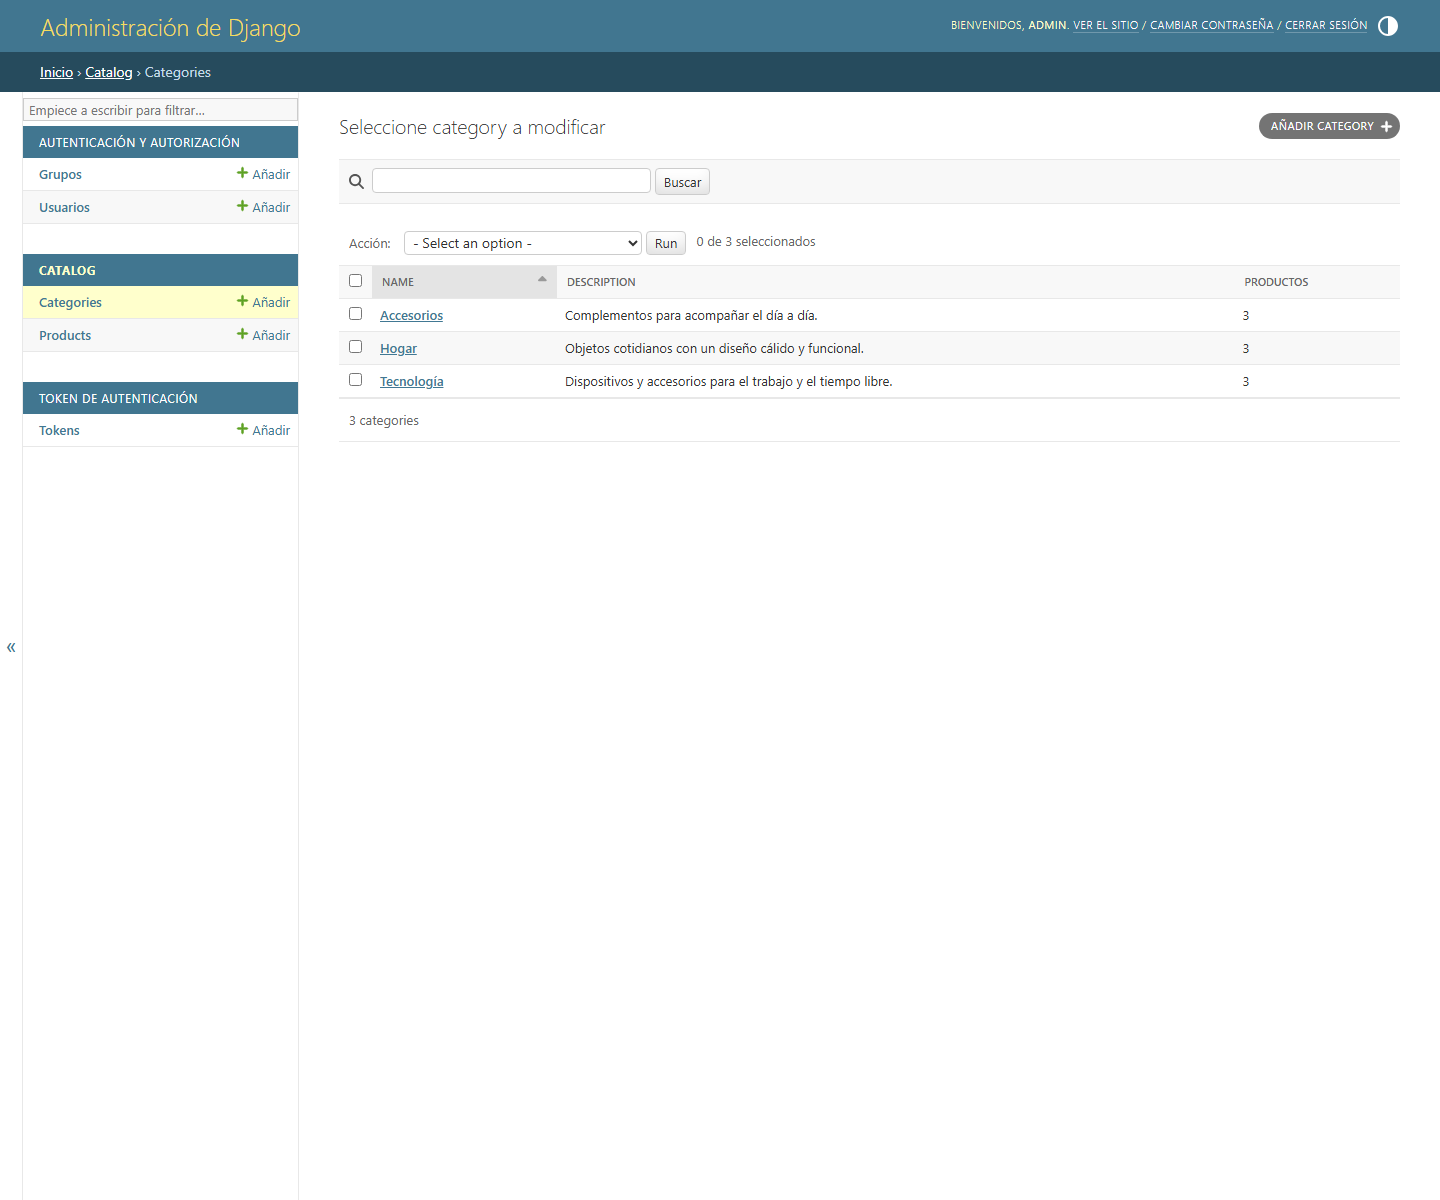 Administración de Django
BIENVENIDOS, ADMIN. VER EL SITIO / CAMBIAR CONTRASEÑA / CERRAR SESIÓN
Inicio › Catalog › Categories
Empiece a escribir para filtrar...
AUTENTICACIÓN Y AUTORIZACIÓN
Grupos Añadir
Usuarios Añadir
CATALOG
Categories Añadir
Products Añadir
TOKEN DE AUTENTICACIÓN
Tokens Añadir
«
Seleccione category a modificar
AÑADIR CATEGORY
Buscar
Acción: - Select an option - Run 0 de 3 seleccionados
NAME DESCRIPTION PRODUCTOS
Accesorios Complementos para acompañar el día a día. 3
Hogar Objetos cotidianos con un diseño cálido y funcional. 3
Tecnología Dispositivos y accesorios para el trabajo y el tiempo libre. 3
3 categories